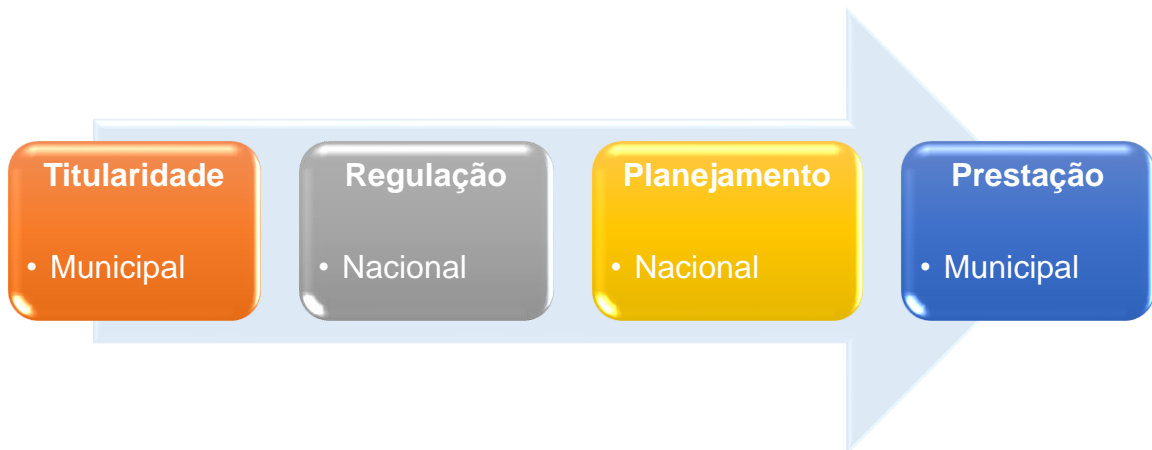 Titularidade
• Municipal
Regulação
• Nacional
Planejamento
• Nacional
Prestação
• Municipal